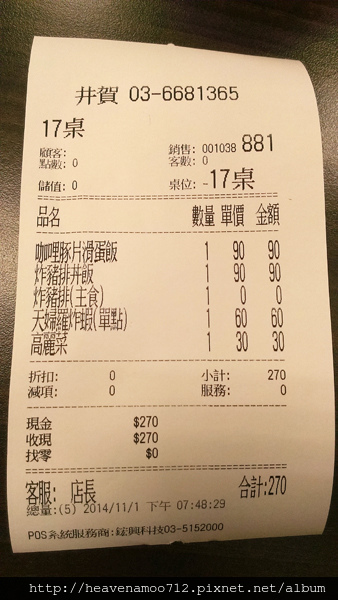 井賀 03-6681365
17桌
顧客: 銷售: 001038 881
點數: 0 客數: 0
儲值: 0 桌位: -17桌
品名 數量 單價 金額
咖哩豚片滑蛋飯 1 90 90
炸豬排丼飯 1 90 90
炸豬排(主食) 1 0 0
天婦羅炸蝦(單點) 1 60 60
高麗菜 1 30 30
折扣: 0 小計: 270
減項: 0 服務: 0
現金 $270
收現 $270
找零 $0
客服: 店長 合計:270
總量:(5) 2014/11/1 下午 07:48:29
POS系統服務商:鋐興科技03-5152000
http://heavenamoo712.pixnet.net/album